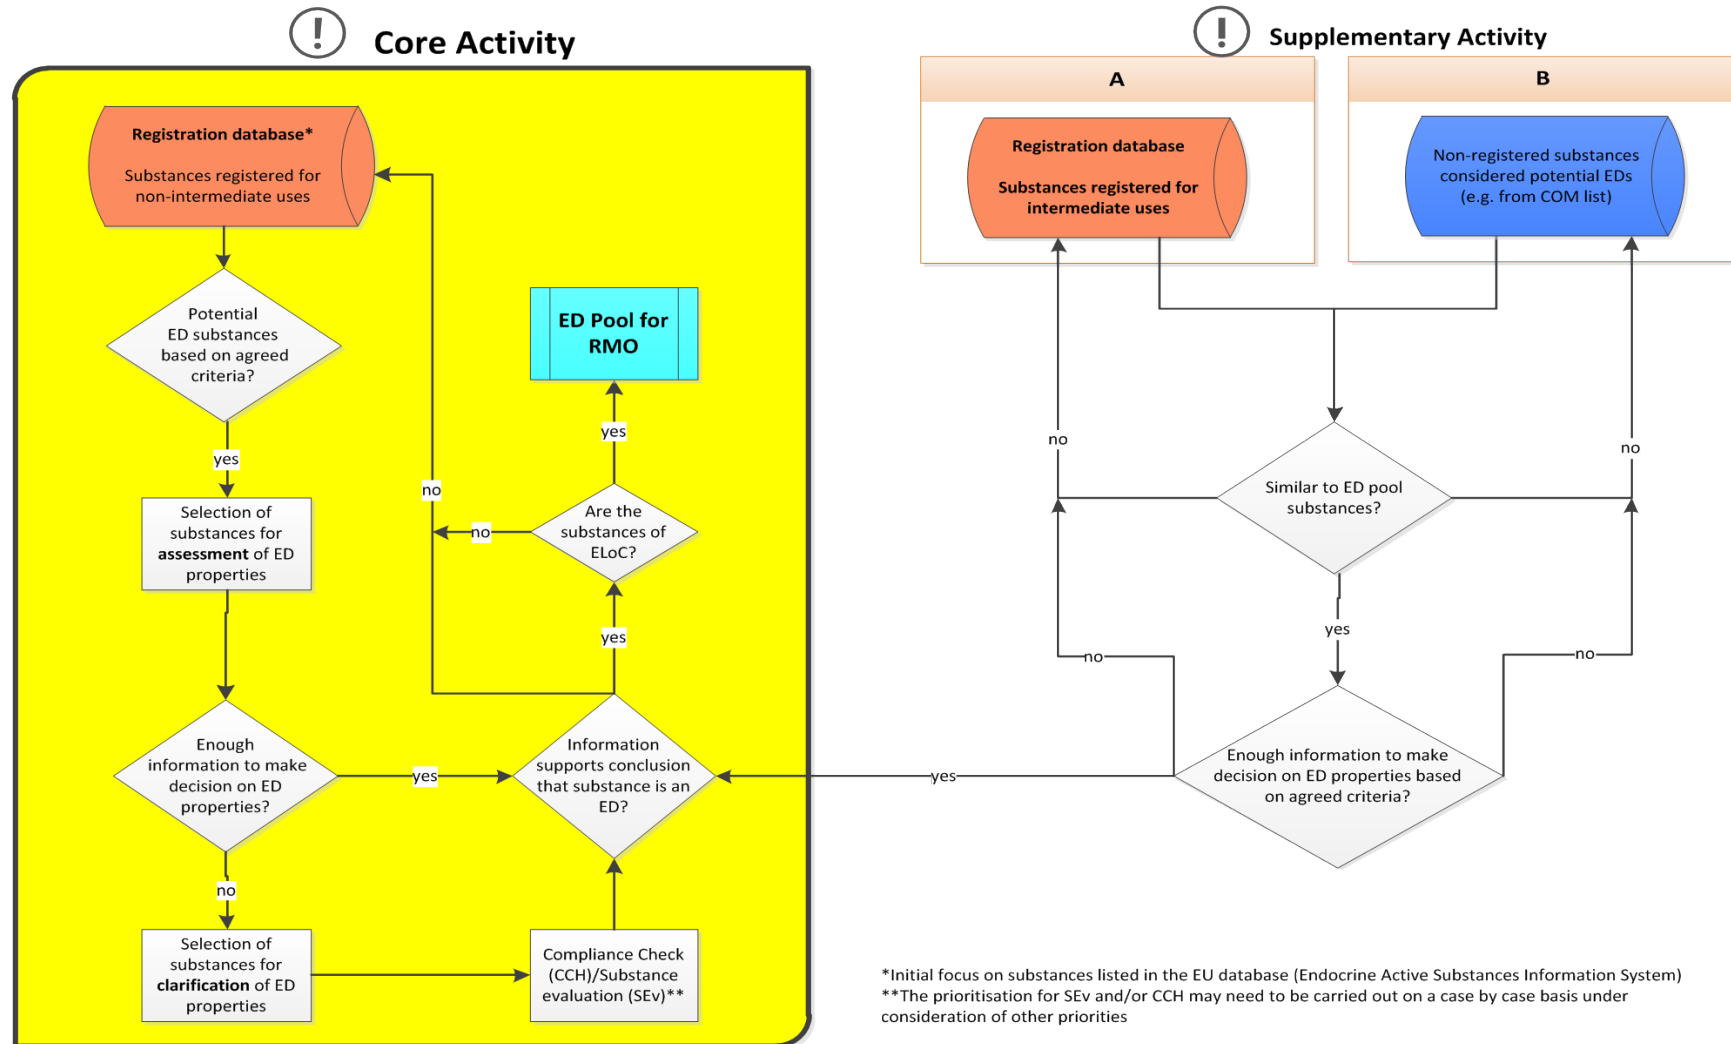 ! Core Activity
Registration database*
Substances registered for
non-intermediate uses
Potential
ED substances
based on agreed
criteria?
yes
Selection of
substances for
assessment of ED
properties
Enough
information to make
decision on ED
properties?
yes
no
Selection of
substances for
clarification of ED
properties
Compliance Check
(CCH)/Substance
evaluation (SEv)**
Information
supports conclusion
that substance is an
ED?
yes
no
Are the
substances of
ELoC?
no
yes
ED Pool for
RMO
! Supplementary Activity
A
Registration database
Substances registered for
intermediate uses
B
Non-registered substances
considered potential EDs
(e.g. from COM list)
Similar to ED pool
substances?
no
no
yes
Enough information to make
decision on ED properties based
on agreed criteria?
no
no
yes
*Initial focus on substances listed in the EU database (Endocrine Active Substances Information System)
**The prioritisation for SEv and/or CCH may need to be carried out on a case by case basis under
consideration of other priorities